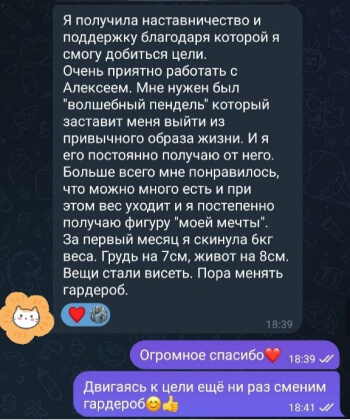 Я получила наставничество и
поддержку благодаря которой я
смогу добиться цели.
Очень приятно работать с
Алексеем. Мне нужен был
"волшебный пендель" который
заставит меня выйти из
привычного образа жизни. И я
его постоянно получаю от него.
Больше всего мне понравилось,
что можно много есть и при
этом вес уходит и я постепенно
получаю фигуру "моей мечты".
За первый месяц я скинула 6кг
веса. Грудь на 7см, живот на 8см.
Вещи стали висеть. Пора менять
гардероб.
18:39
Огромное спасибо❤️ 18:39
Двигаясь к цели ещё ни раз сменим
гардероб😊👍 18:41